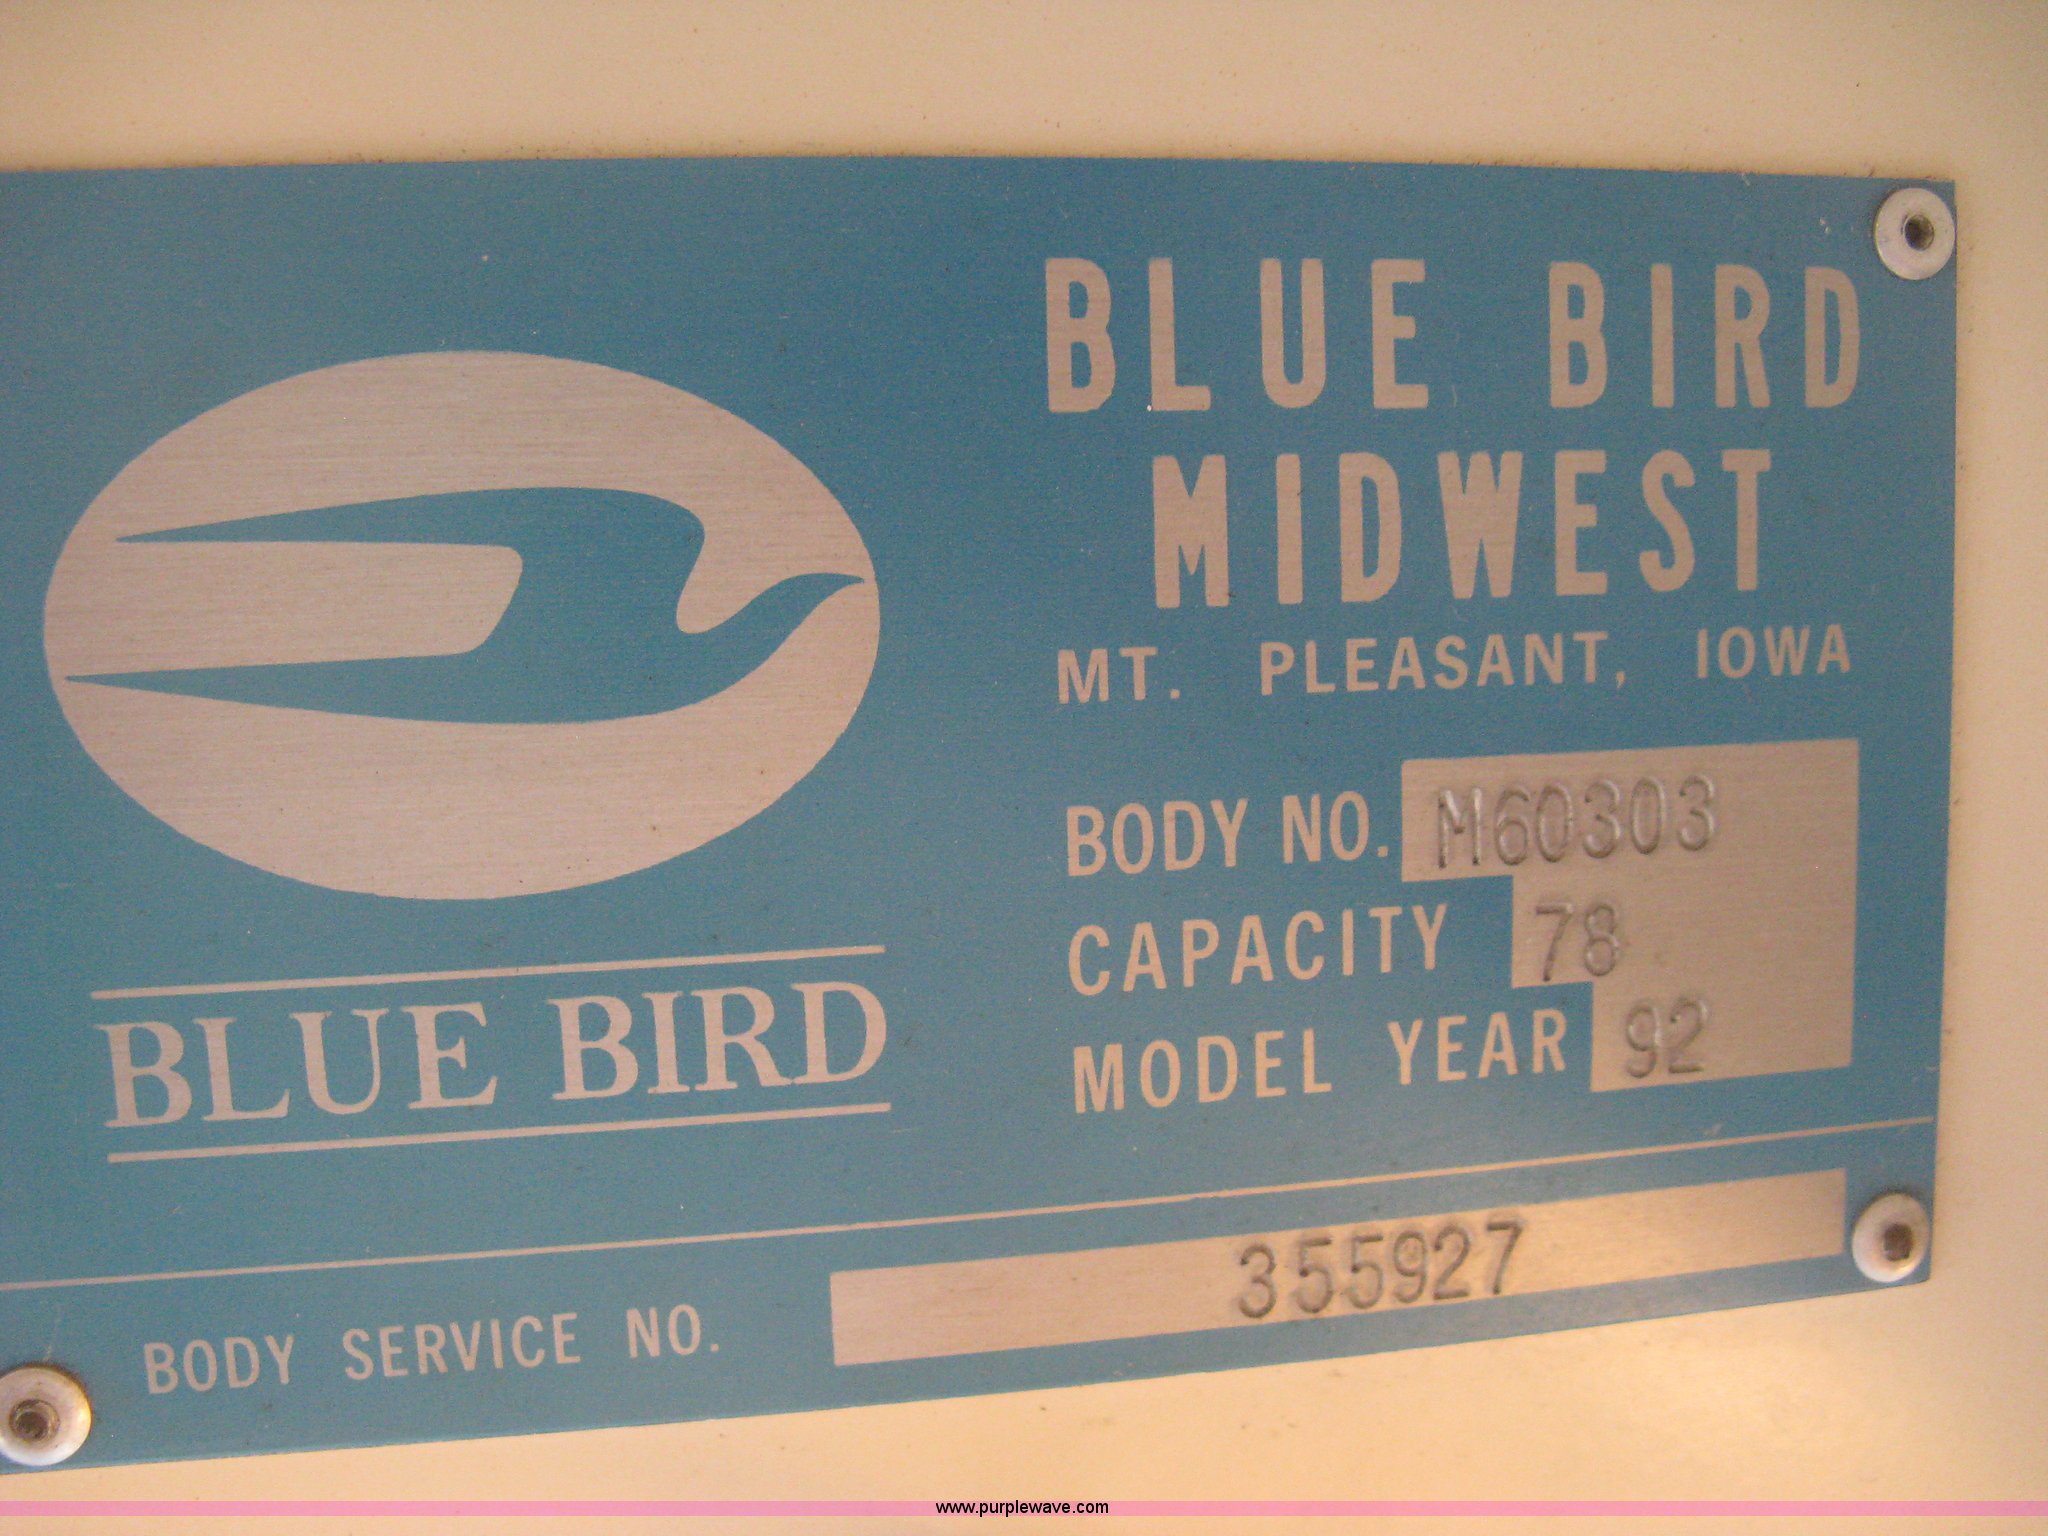 BLUE BIRD
MIDWEST
MT. PLEASANT, IOWA
BODY NO. M60303
CAPACITY 78
MODEL YEAR 92
BLUE BIRD
BODY SERVICE NO. 355927
www.purplewave.com